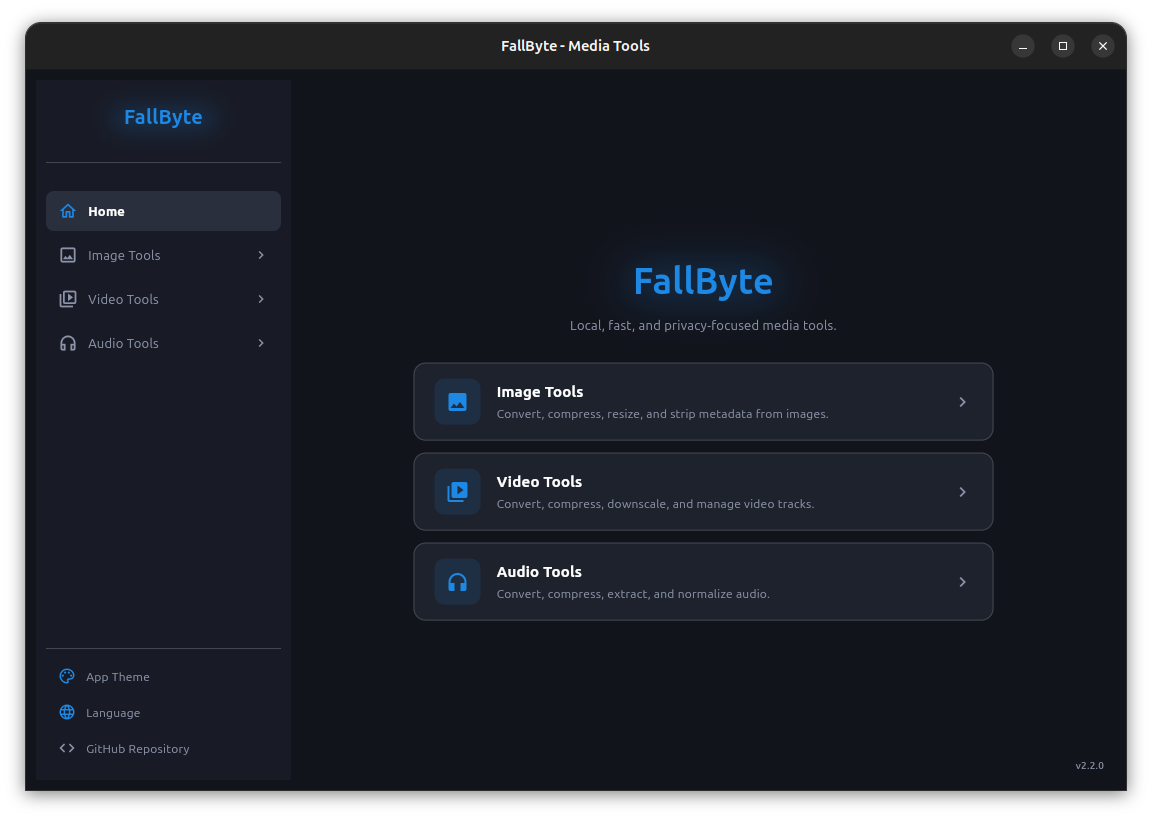 FallByte - Media Tools
FallByte
Home
Image Tools
Video Tools
Audio Tools
App Theme
Language
GitHub Repository
FallByte
Local, fast, and privacy-focused media tools.
Image Tools
Convert, compress, resize, and strip metadata from images.
Video Tools
Convert, compress, downscale, and manage video tracks.
Audio Tools
Convert, compress, extract, and normalize audio.
v2.2.0